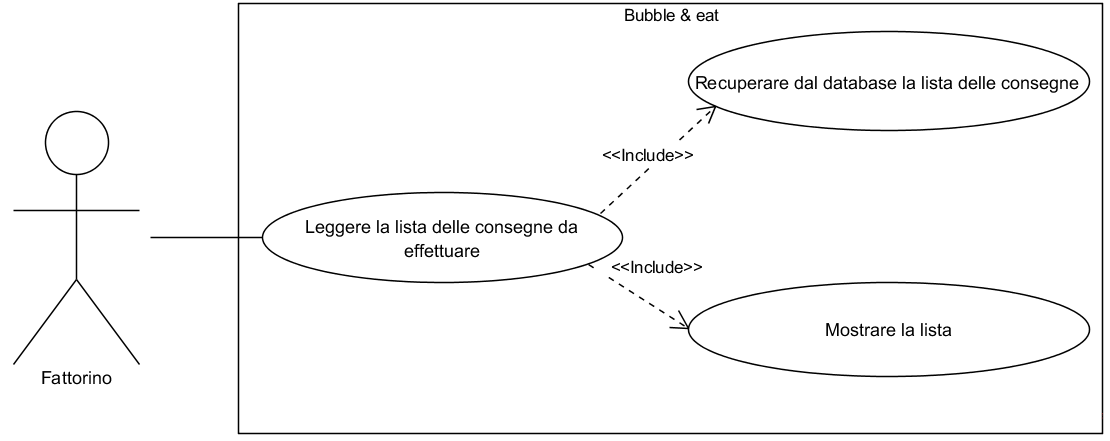 Bubble & eat
Recuperare dal database la lista delle consegne
<<Include>>
Leggere la lista delle consegne da
effettuare
<<Include>>
Mostrare la lista
Fattorino